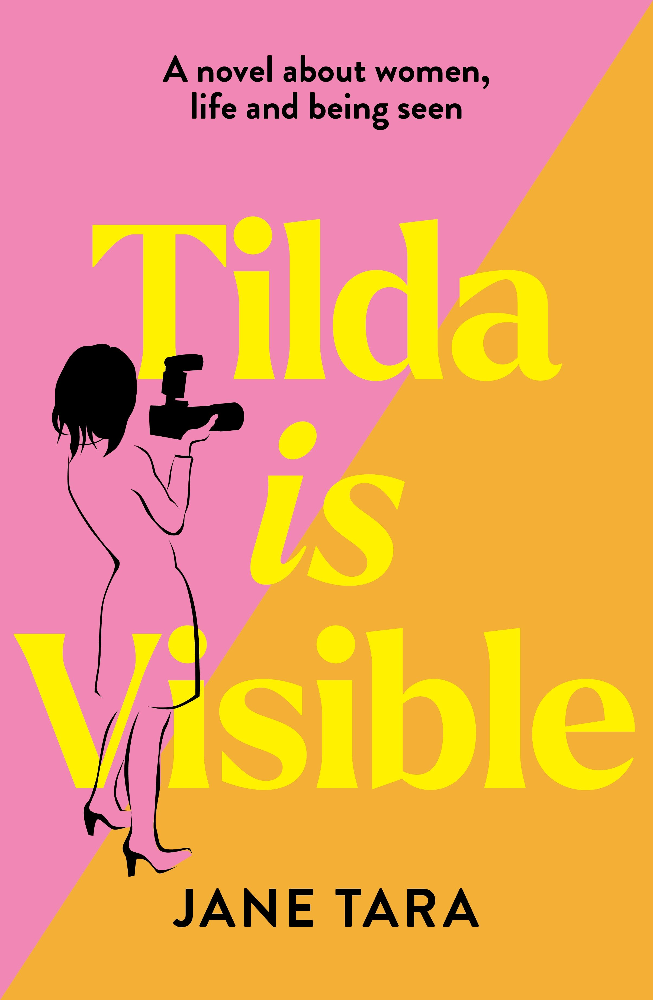 A novel about women,
life and being seen
Tilda
is
Visible
JANE TARA